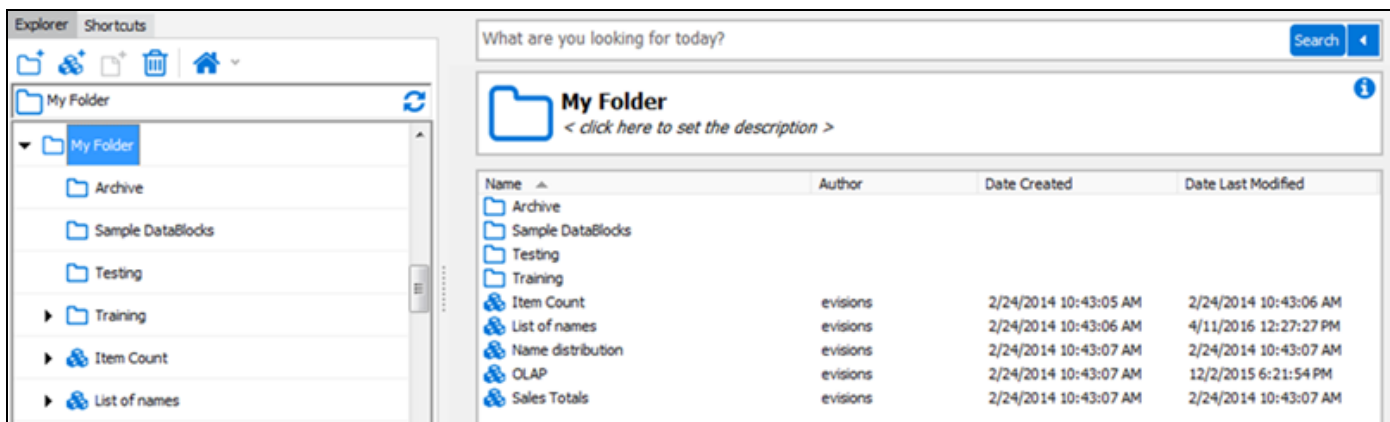 Explorer Shortcuts
My Folder
My Folder
Archive
Sample DataBlocks
Testing
Training
Item Count
List of names
What are you looking for today? Search
My Folder
< click here to set the description >
Name Author Date Created Date Last Modified
Archive
Sample DataBlocks
Testing
Training
Item Count evisions 2/24/2014 10:43:05 AM 2/24/2014 10:43:06 AM
List of names evisions 2/24/2014 10:43:06 AM 4/11/2016 12:27:27 PM
Name distribution evisions 2/24/2014 10:43:07 AM 2/24/2014 10:43:07 AM
OLAP evisions 2/24/2014 10:43:07 AM 12/2/2015 6:21:54 PM
Sales Totals evisions 2/24/2014 10:43:07 AM 2/24/2014 10:43:07 AM